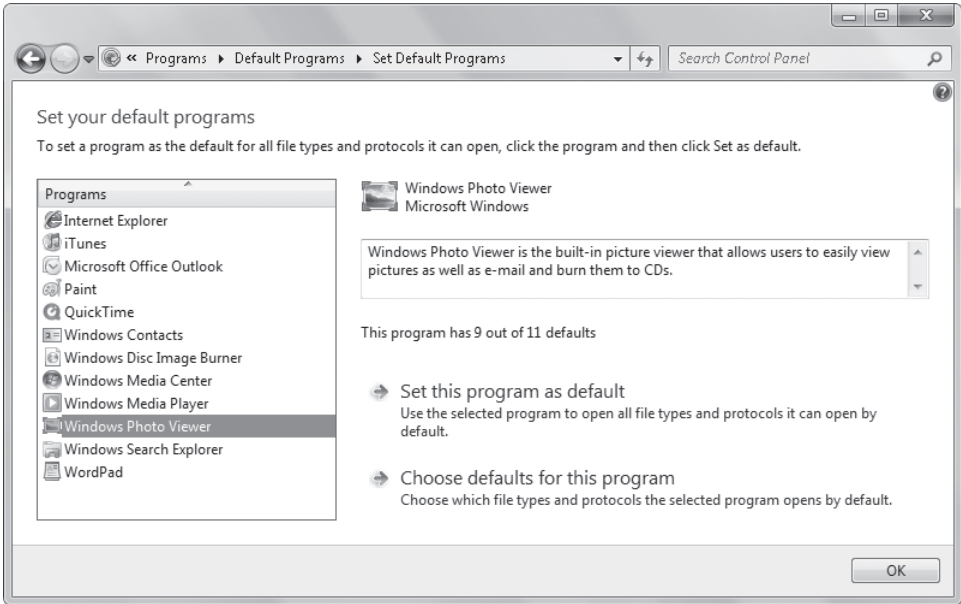 « Programs ▸ Default Programs ▸ Set Default Programs
Search Control Panel
Set your default programs
To set a program as the default for all file types and protocols it can open, click the program and then click Set as default.
Programs
Internet Explorer
iTunes
Microsoft Office Outlook
Paint
QuickTime
Windows Contacts
Windows Disc Image Burner
Windows Media Center
Windows Media Player
Windows Photo Viewer
Windows Search Explorer
WordPad
Windows Photo Viewer
Microsoft Windows
Windows Photo Viewer is the built-in picture viewer that allows users to easily view
pictures as well as e-mail and burn them to CDs.
This program has 9 out of 11 defaults
Set this program as default
Use the selected program to open all file types and protocols it can open by
default.
Choose defaults for this program
Choose which file types and protocols the selected program opens by default.
OK